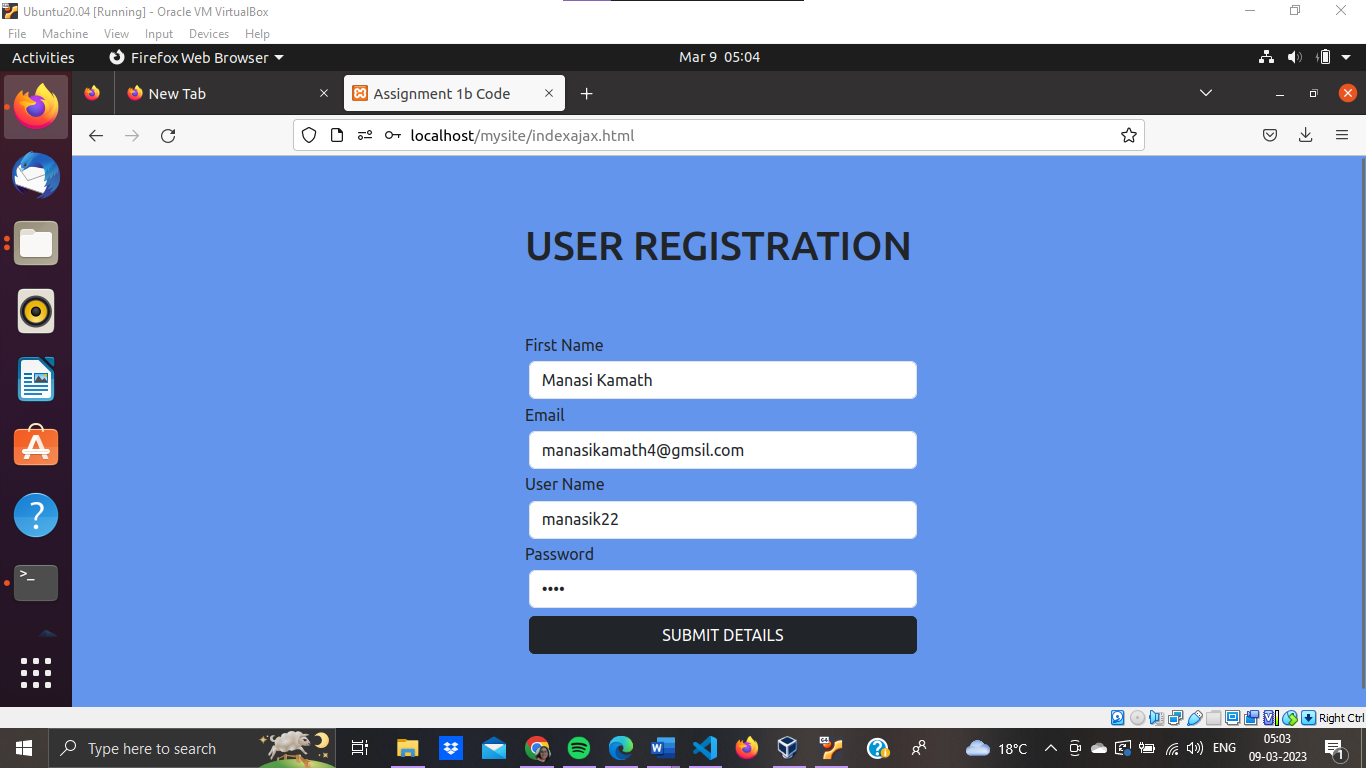 Ubuntu20.04 [Running] - Oracle VM VirtualBox
File Machine View Input Devices Help
Activities Firefox Web Browser Mar 9 05:04
New Tab Assignment 1b Code
localhost/mysite/indexajax.html
USER REGISTRATION
First Name
Manasi Kamath
Email
manasikamath4@gmsil.com
User Name
manasik22
Password
••••
SUBMIT DETAILS
Right Ctrl
Type here to search
18°C
ENG
05:03
09-03-2023
1